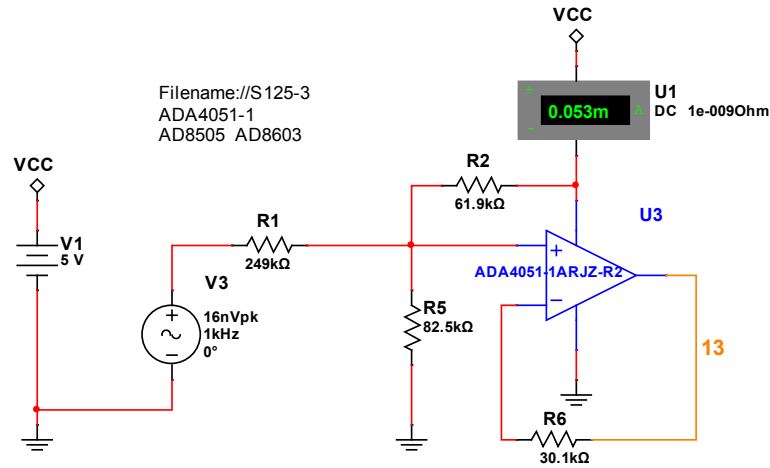 VCC
Filename://S125-3
ADA4051-1
AD8505 AD8603
+
0.053m
A
-
U1
DC 1e-009Ohm
VCC
V1
5 V
R2
61.9kΩ
U3
R1
249kΩ
+
ADA4051-1ARJZ-R2
−
V3
+
16nVpk
1kHz
0°
−
R5
82.5kΩ
13
R6
30.1kΩ